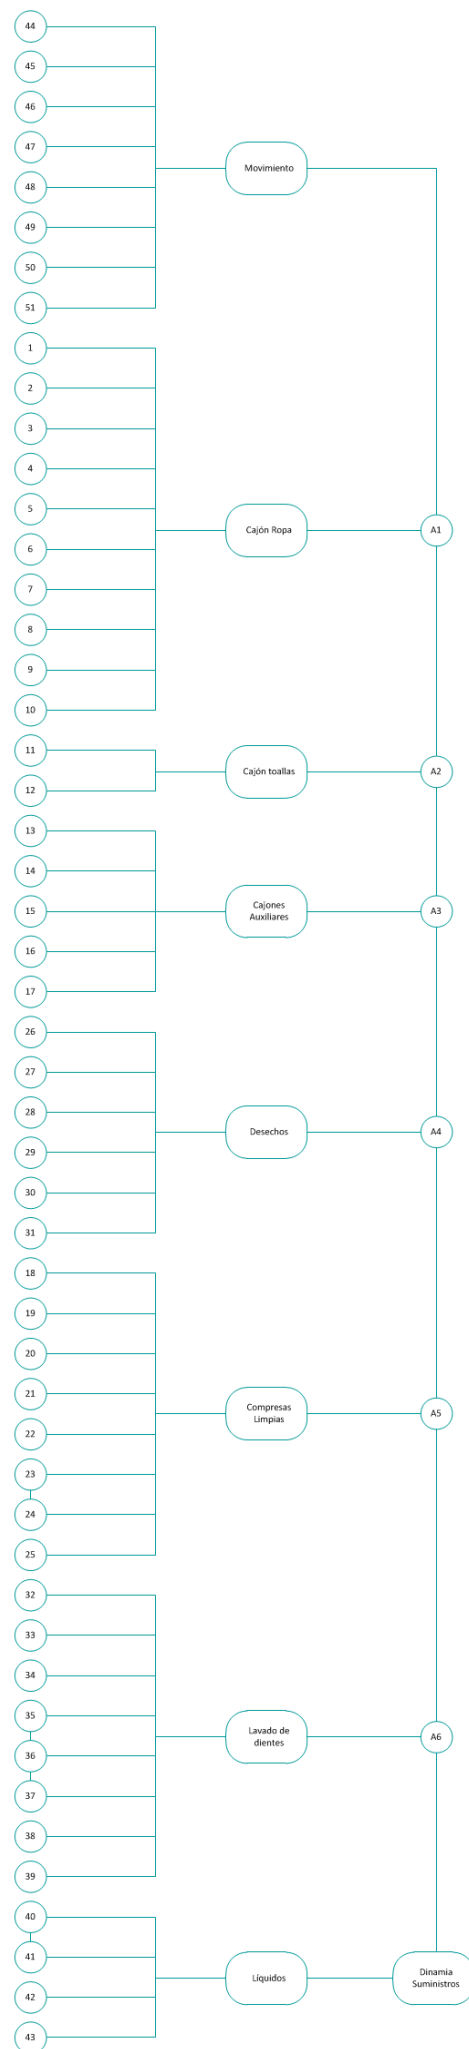 44
45
46
47
Movimiento
48
49
50
51
1
2
3
4
5
Cajón Ropa
A1
6
7
8
9
10
11
Cajón toallas
A2
12
13
14
15
Cajones
Auxiliares
A3
16
17
26
27
28
Desechos
A4
29
30
31
18
19
20
21
Compresas
Limpias
A5
22
23
24
25
32
33
34
35
Lavado de
dientes
A6
36
37
38
39
40
41
Líquidos
Dinamia
Suministros
42
43